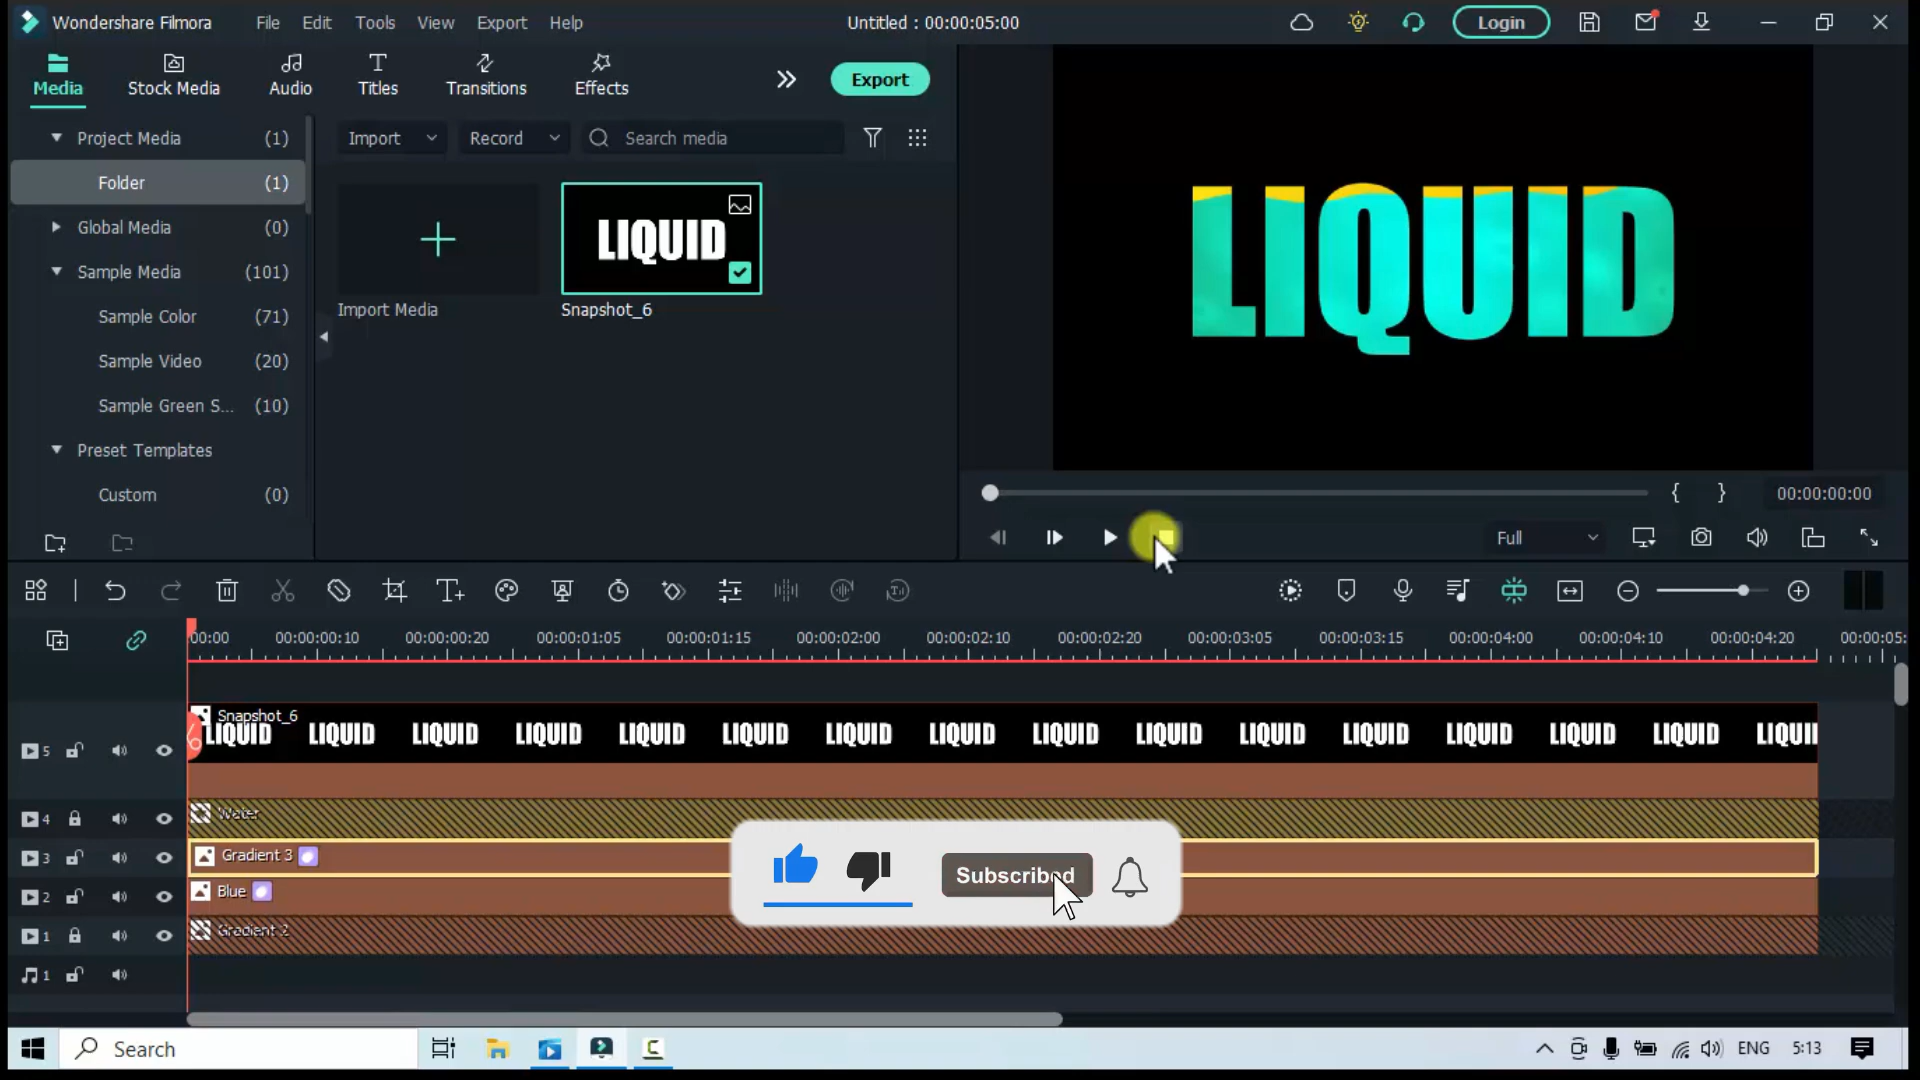 Wondershare Filmora File Edit Tools View Export Help Untitled : 00:00:05:00 Login
Media Stock Media Audio Titles Transitions Effects Export
Project Media (1)
Folder (1)
Global Media (0)
Sample Media (101)
Sample Color (71)
Sample Video (20)
Sample Green S... (10)
Preset Templates
Custom (0)
Import Record Search media
LIQUID
Import Media Snapshot_6
LIQUID
{ } 00:00:00:00
Full
00:00 00:00:00:10 00:00:00:20 00:00:01:05 00:00:01:15 00:00:02:00 00:00:02:10 00:00:02:20 00:00:03:05 00:00:03:15 00:00:04:00 00:00:04:10 00:00:04:20 00:00:05:
Snapshot_6
5 LIQUID LIQUID LIQUID LIQUID LIQUID LIQUID LIQUID LIQUID LIQUID LIQUID LIQUID LIQUID LIQUID LIQUID LIQUID LIQUI
4 Water
3 Gradient 3
2 Blue
1 Gradient 2
1
Subscribed
Search ENG 5:13